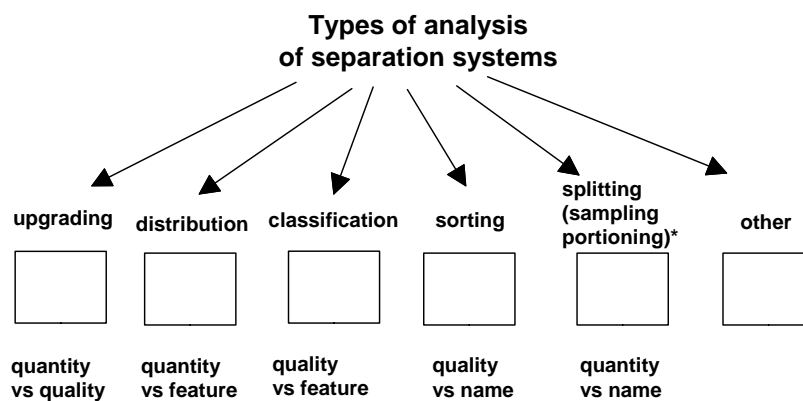 Types of analysis
of separation systems
upgrading
distribution
classification
sorting
splitting
(sampling
portioning)*
other
quantity
vs quality
quantity
vs feature
quality
vs feature
quality
vs name
quantity
vs name